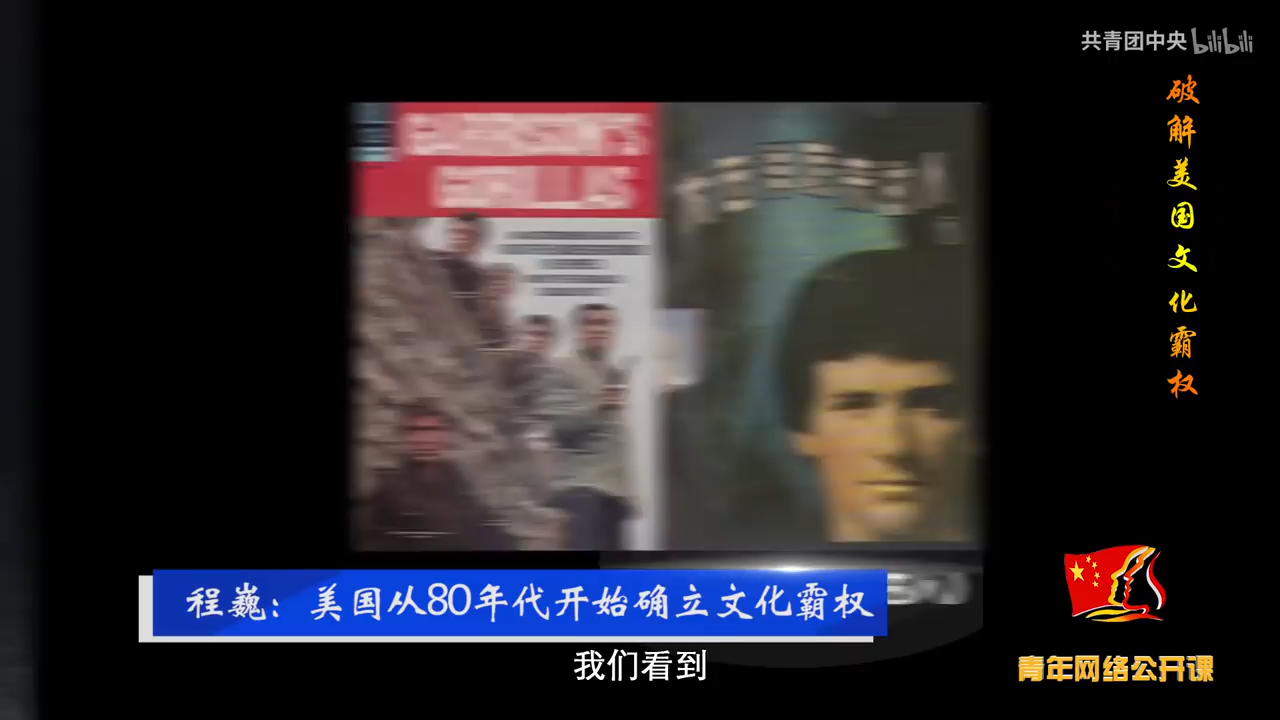 共青团中央 bilibili
破解美国文化霸权
GARRISON'S
GORILLAS
程巍：美国从80年代开始确立文化霸权
我们看到
青年网络公开课